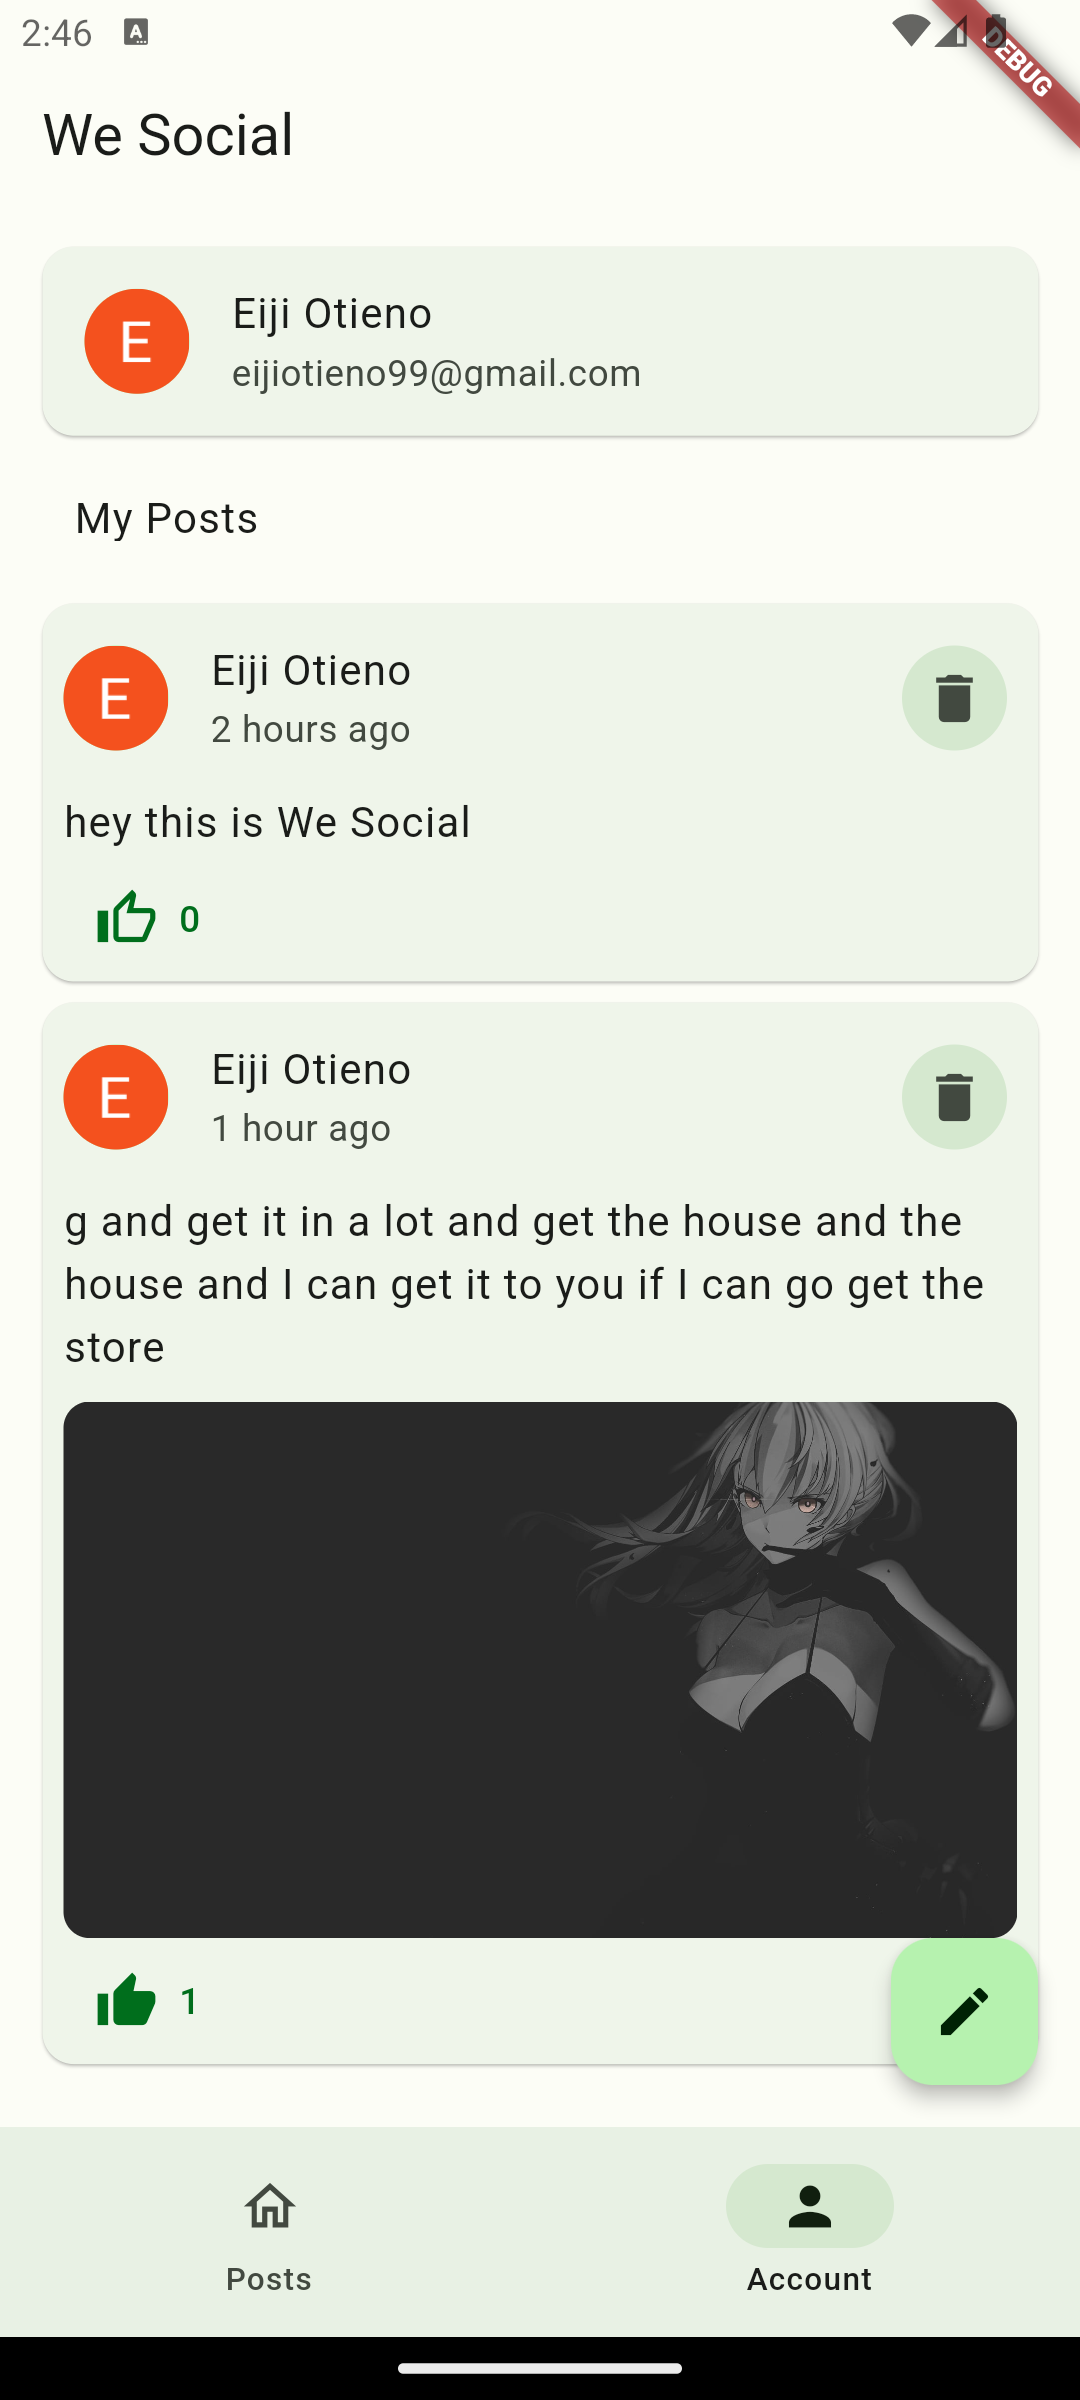 2:46
DEBUG
We Social
E
Eiji Otieno
eijiotieno99@gmail.com
My Posts
E
Eiji Otieno
2 hours ago
hey this is We Social
0
E
Eiji Otieno
1 hour ago
g and get it in a lot and get the house and the
house and I can get it to you if I can go get the
store
1
Posts
Account